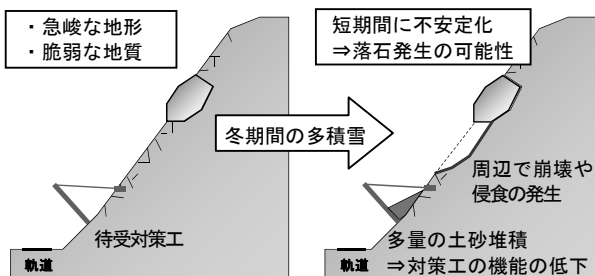 ・急峻な地形
・脆弱な地質
短期間に不安定化
⇒落石発生の可能性
冬期間の多積雪
周辺で崩壊や
侵食の発生
待受対策工
多量の土砂堆積
⇒対策工の機能の低下
軌道
軌道